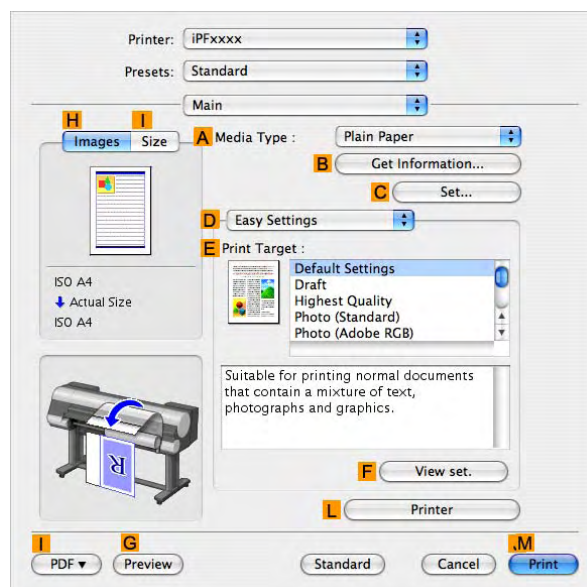 Printer: iPFxxxx
Presets: Standard
Main
H I
Images Size
A Media Type : Plain Paper
B Get Information...
C Set...
D Easy Settings
E Print Target :
Default Settings
Draft
Highest Quality
Photo (Standard)
Photo (Adobe RGB)
ISO A4
Actual Size
ISO A4
Suitable for printing normal documents
that contain a mixture of text,
photographs and graphics.
R
F View set.
L Printer
I G M
PDF ▼ Preview Standard Cancel Print